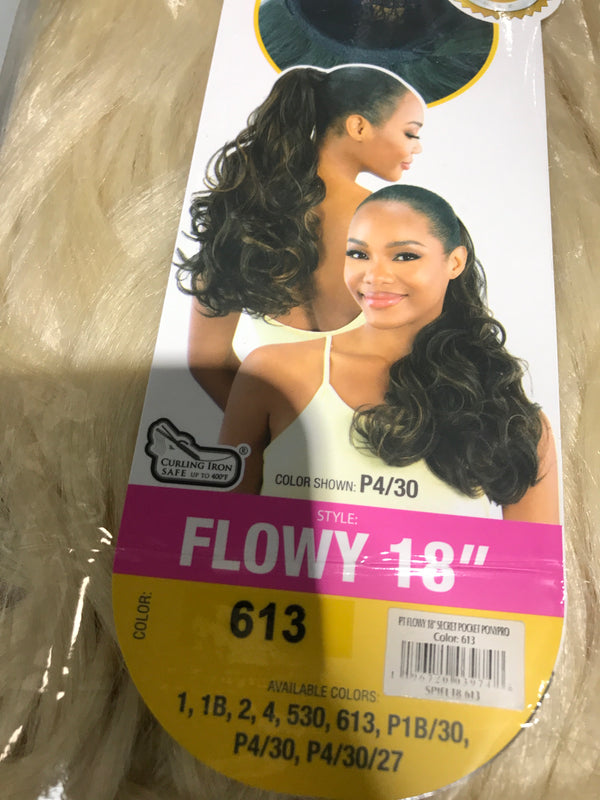 CURLING IRON
SAFE UP TO 400°F
®
COLOR SHOWN: P4/30
STYLE:
FLOWY 18"
COLOR:
613
PT FLOWY 18" SECRET POCKET PONYPRO
Color: 613
SPIFL18 613
AVAILABLE COLORS:
1, 1B, 2, 4, 530, 613, P1B/30,
P4/30, P4/30/27